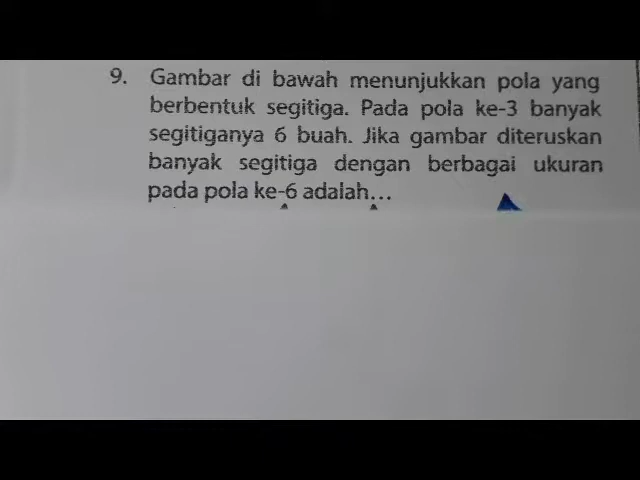 9. Gambar di bawah menunjukkan pola yang
berbentuk segitiga. Pada pola ke-3 banyak
segitiganya 6 buah. Jika gambar diteruskan
banyak segitiga dengan berbagai ukuran
pada pola ke-6 adalah...